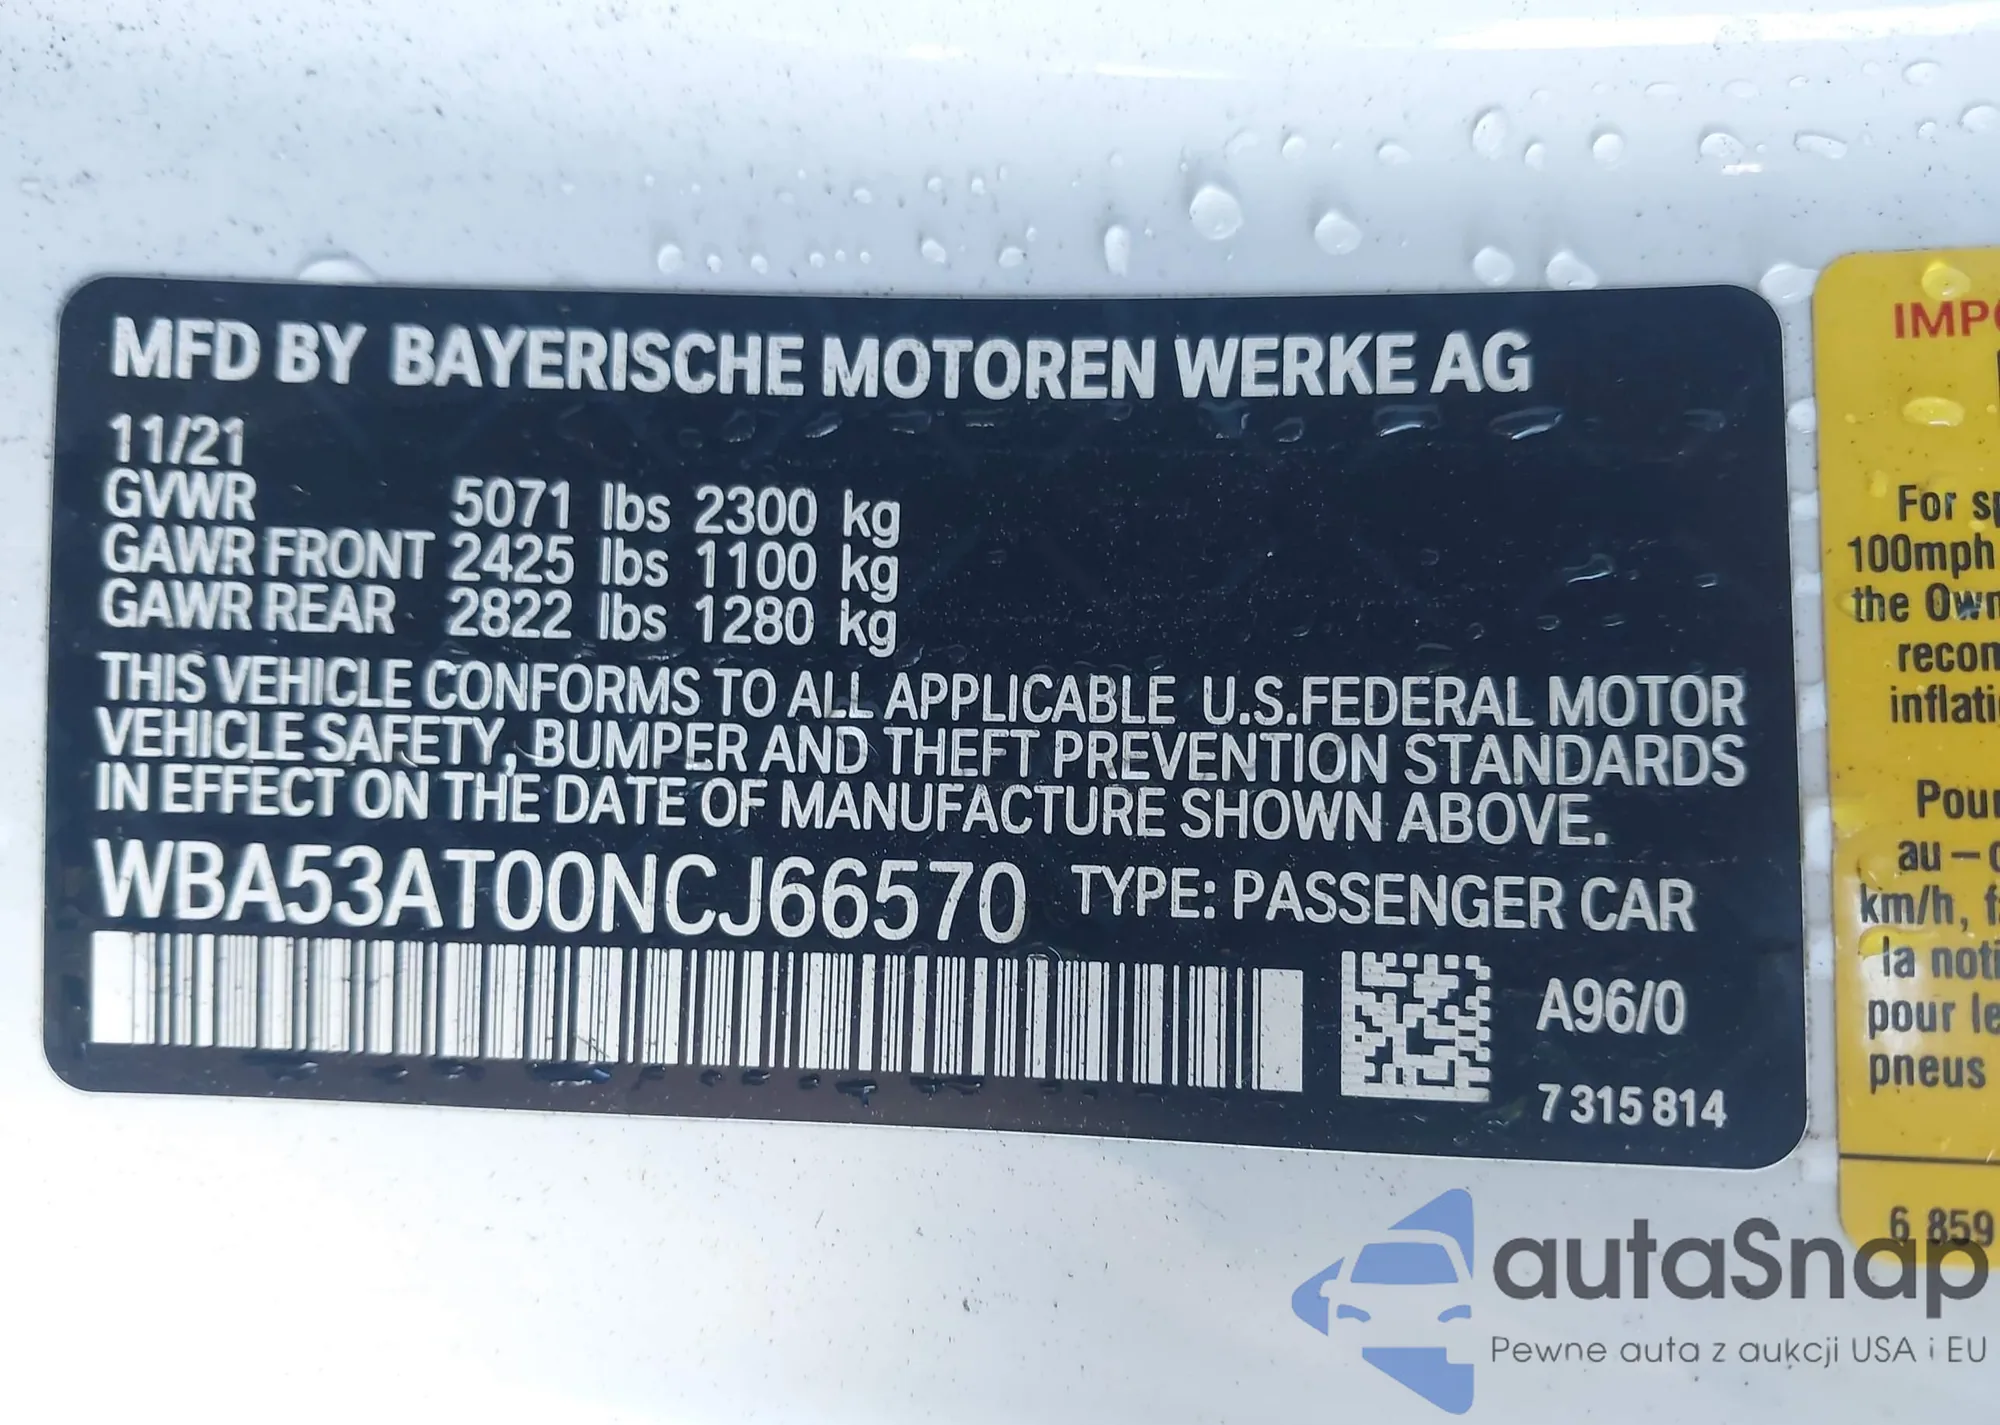 MFD BY BAYERISCHE MOTOREN WERKE AG
11/21
GVWR 5071 lbs 2300 kg
GAWR FRONT 2425 lbs 1100 kg
GAWR REAR 2822 lbs 1280 kg
THIS VEHICLE CONFORMS TO ALL APPLICABLE U.S.FEDERAL MOTOR
VEHICLE SAFETY, BUMPER AND THEFT PREVENTION STANDARDS
IN EFFECT ON THE DATE OF MANUFACTURE SHOWN ABOVE.
WBA53AT00NCJ66570 TYPE: PASSENGER CAR
A96/0
7 315 814
IMPO
For sp
100mph
the Own
recom
inflati
Pour
au – d
km/h, f
la noti
pour le
pneus
6 859
autaSnap
Pewne auta z aukcji USA i EU